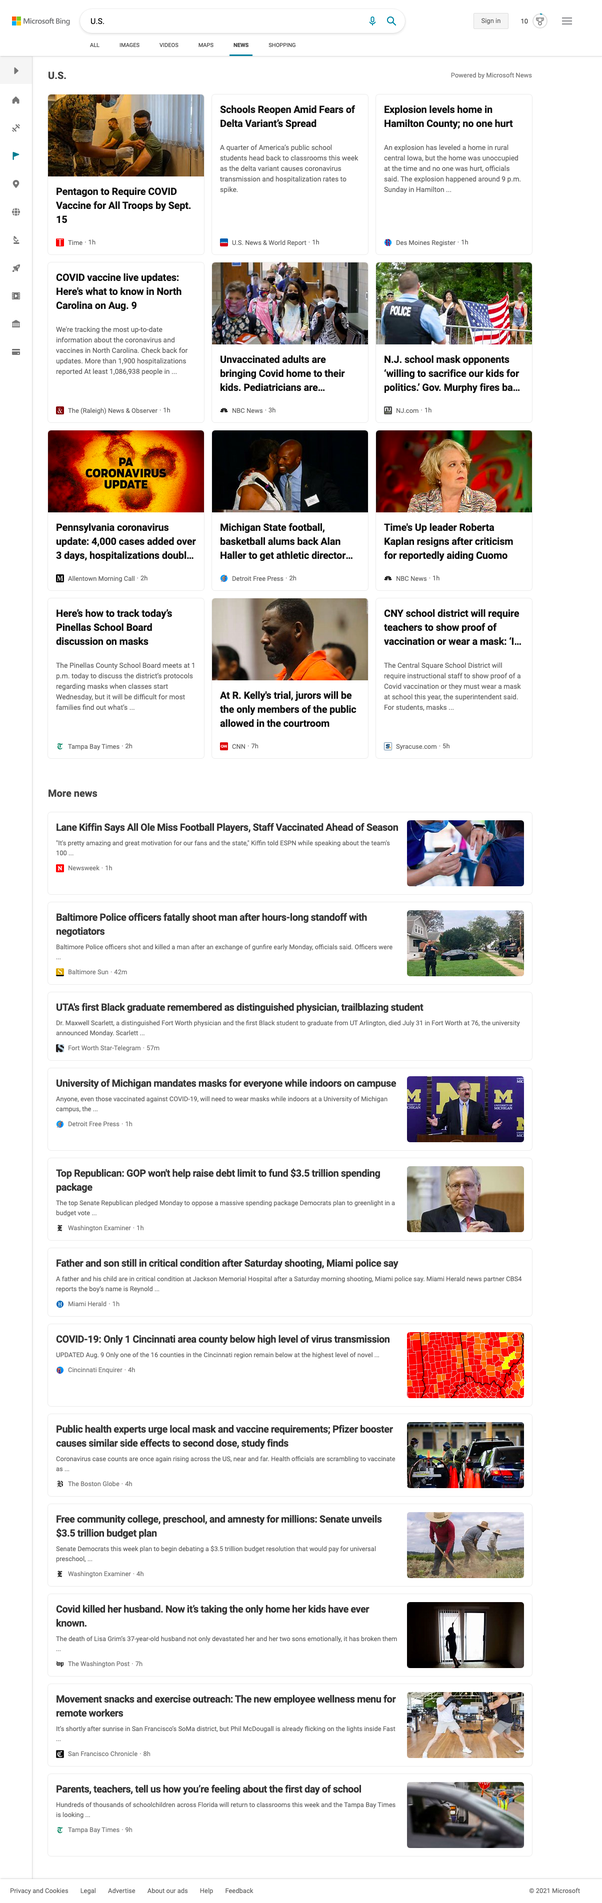 Microsoft Bing
U.S.
Sign in
10
ALL
IMAGES
VIDEOS
MAPS
NEWS
SHOPPING
U.S.
Powered by Microsoft News
Pentagon to Require COVID
Vaccine for All Troops by Sept.
15
Time · 1h
Schools Reopen Amid Fears of
Delta Variant's Spread
A quarter of America's public school
students head back to classrooms this week
as the delta variant causes coronavirus
transmission and hospitalization rates to
spike.
U.S. News & World Report · 1h
Explosion levels home in
Hamilton County; no one hurt
An explosion has leveled a home in rural
central Iowa, but the home was unoccupied
at the time and no one was hurt, officials
said. The explosion happened around 9 p.m.
Sunday in Hamilton ...
Des Moines Register · 1h
COVID vaccine live updates:
Here's what to know in North
Carolina on Aug. 9
We're tracking the most up-to-date
information about the coronavirus and
vaccines in North Carolina. Check back for
updates. More than 1,900 hospitalizations
reported At least 1,086,938 people in ...
The (Raleigh) News & Observer · 1h
Unvaccinated adults are
bringing Covid home to their
kids. Pediatricians are...
NBC News · 3h
POLICE
N.J. school mask opponents
'willing to sacrifice our kids for
politics.' Gov. Murphy fires ba...
NJ.com · 1h
PA
CORONAVIRUS
UPDATE
Pennsylvania coronavirus
update: 4,000 cases added over
3 days, hospitalizations doubl...
Allentown Morning Call · 2h
Michigan State football,
basketball alums back Alan
Haller to get athletic director...
Detroit Free Press · 2h
Time's Up leader Roberta
Kaplan resigns after criticism
for reportedly aiding Cuomo
NBC News · 1h
Here's how to track today's
Pinellas School Board
discussion on masks
The Pinellas County School Board meets at 1
p.m. today to discuss the district's protocols
regarding masks when classes start
Wednesday, but it will be difficult for most
families find out what's ...
Tampa Bay Times · 2h
At R. Kelly's trial, jurors will be
the only members of the public
allowed in the courtroom
CNN · 7h
CNY school district will require
teachers to show proof of
vaccination or wear a mask: 'I...
The Central Square School District will
require instructional staff to show proof of a
Covid vaccination or they must wear a mask
at school this year, the superintendent said.
For students, masks ...
Syracuse.com · 5h
More news
Lane Kiffin Says All Ole Miss Football Players, Staff Vaccinated Ahead of Season
"It's pretty amazing and great motivation for our fans and the state," Kiffin told ESPN while speaking about the team's
100 ...
Newsweek · 1h
Baltimore Police officers fatally shoot man after hours-long standoff with
negotiators
Baltimore Police officers shot and killed a man after an exchange of gunfire early Monday, officials said. Officers were
...
Baltimore Sun · 42m
UTA's first Black graduate remembered as distinguished physician, trailblazing student
Dr. Maxwell Scarlett, a distinguished Fort Worth physician and the first Black student to graduate from UT Arlington, died July 31 in Fort Worth at 76, the university
announced Monday. Scarlett ...
Fort Worth Star-Telegram · 57m
University of Michigan mandates masks for everyone while indoors on campuse
Anyone, even those vaccinated against COVID-19, will need to wear masks while indoors at a University of Michigan
campus, the ...
Detroit Free Press · 1h
Top Republican: GOP won't help raise debt limit to fund $3.5 trillion spending
package
The top Senate Republican pledged Monday to oppose a massive spending package Democrats plan to greenlight in a
budget vote ...
Washington Examiner · 1h
Father and son still in critical condition after Saturday shooting, Miami police say
A father and his child are in critical condition at Jackson Memorial Hospital after a Saturday morning shooting, Miami police say. Miami Herald news partner CBS4
reports the boy's name is Reynold ...
Miami Herald · 1h
COVID-19: Only 1 Cincinnati area county below high level of virus transmission
UPDATED Aug. 9 Only one of the 16 counties in the Cincinnati region remain below at the highest level of novel ...
Cincinnati Enquirer · 4h
Public health experts urge local mask and vaccine requirements; Pfizer booster
causes similar side effects to second dose, study finds
Coronavirus case counts are once again rising across the US, near and far. Health officials are scrambling to vaccinate
as ...
The Boston Globe · 4h
Free community college, preschool, and amnesty for millions: Senate unveils
$3.5 trillion budget plan
Senate Democrats this week plan to begin debating a $3.5 trillion budget resolution that would pay for universal
preschool, ...
Washington Examiner · 4h
Covid killed her husband. Now it's taking the only home her kids have ever
known.
The death of Lisa Grim's 37-year-old husband not only devastated her and her two sons emotionally, it has broken them
...
The Washington Post · 7h
Movement snacks and exercise outreach: The new employee wellness menu for
remote workers
It's shortly after sunrise in San Francisco's SoMa district, but Phil McDougall is already flicking on the lights inside Fast
...
San Francisco Chronicle · 8h
Parents, teachers, tell us how you're feeling about the first day of school
Hundreds of thousands of schoolchildren across Florida will return to classrooms this week and the Tampa Bay Times
is looking ...
Tampa Bay Times · 9h
Privacy and Cookies
Legal
Advertise
About our ads
Help
Feedback
© 2021 Microsoft